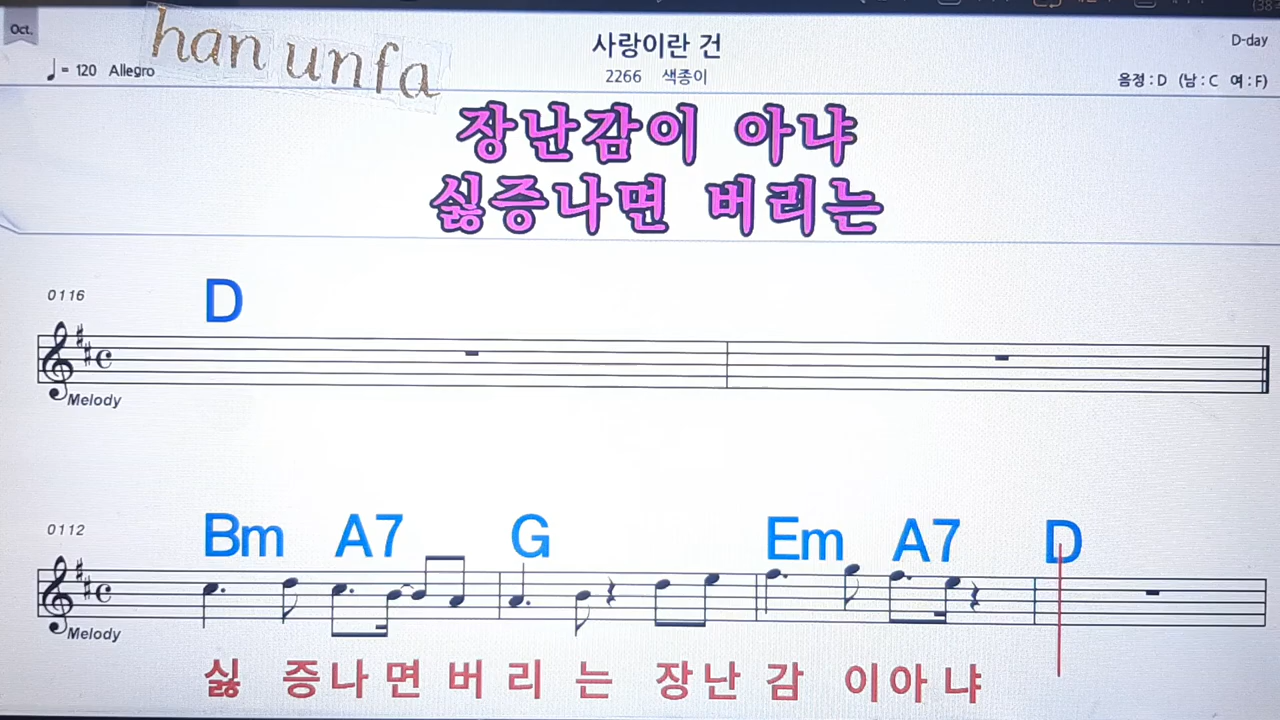 Oct.
han unfa
♩= 120 Allegro
사랑이란 건
2266 색종이
D-day
음정 : D (남 : C 여 : F)
장난감이 아냐
싫증나면 버리는
0116
D
Melody
0112
Bm A7 G Em A7 D
Melody
싫 증나 면 버 리 는 장난 감 이아 냐